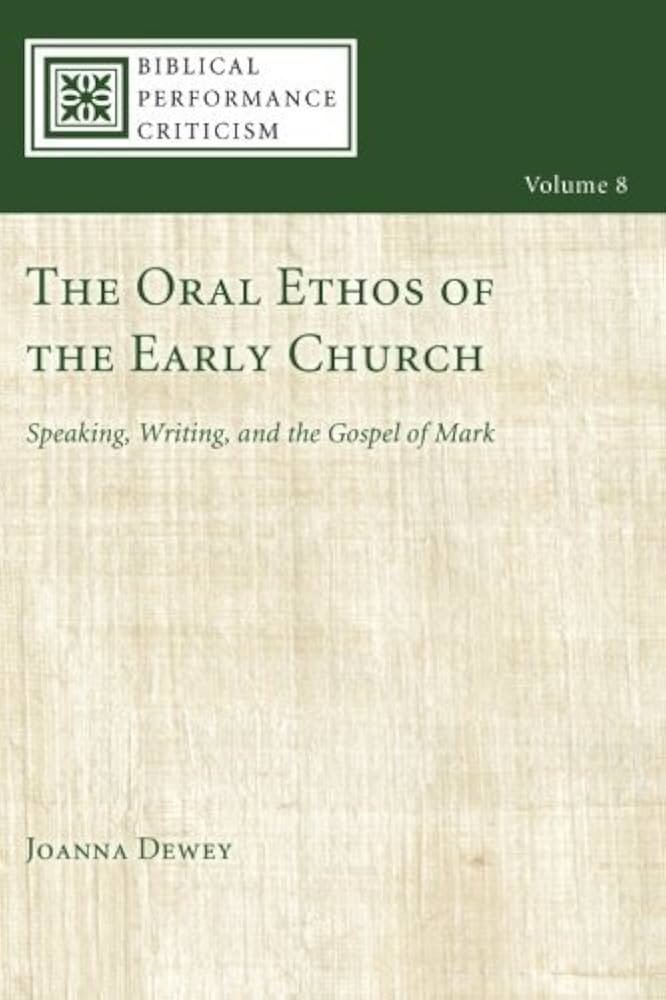 BIBLICAL
PERFORMANCE
CRITICISM
Volume 8
The Oral Ethos of
the Early Church
Speaking, Writing, and the Gospel of Mark
Joanna Dewey